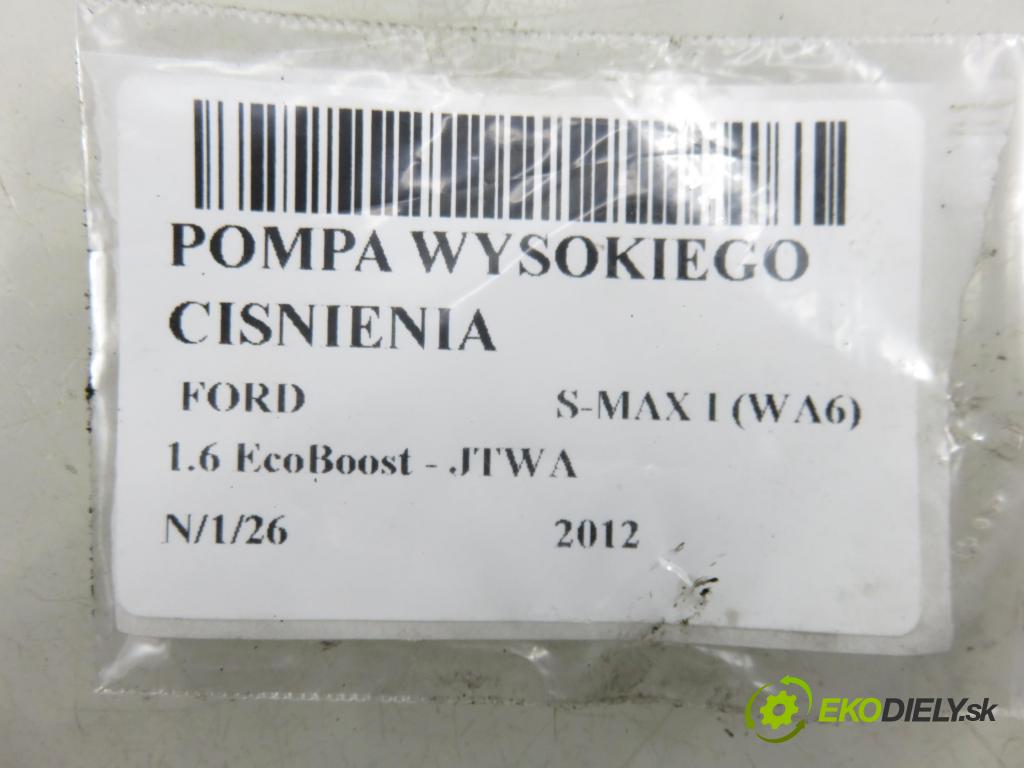 POMPA WYSOKIEGO
CISNIENIA
FORD S-MAX I (WA6)
1.6 EcoBoost - JTWA
N/1/26 2012
EKODIELY.sk